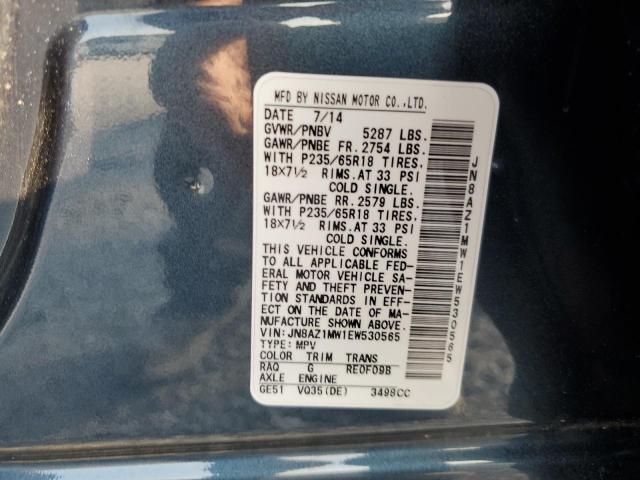 MFD BY NISSAN MOTOR CO.,LTD.
DATE 7/14
GVWR/PNBV 5287 LBS.
GAWR/PNBE FR. 2754 LBS.
WITH P235/65R18 TIRES,
18X7½ RIMS.AT 33 PSI
COLD SINGLE.
GAWR/PNBE RR. 2579 LBS.
WITH P235/65R18 TIRES,
18X7½ RIMS.AT 33 PSI
COLD SINGLE.
THIS VEHICLE CONFORMS
TO ALL APPLICABLE FED-
ERAL MOTOR VEHICLE SA-
FETY AND THEFT PREVEN-
TION STANDARDS IN EFF-
ECT ON THE DATE OF MA-
NUFACTURE SHOWN ABOVE.
VIN:JN8AZ1MW1EW530565
TYPE:MPV
COLOR TRIM TRANS
RAQ G RE0F09B
AXLE ENGINE
GE51 VQ35(DE) 3498CC
JN8AZ1MW1EW530565